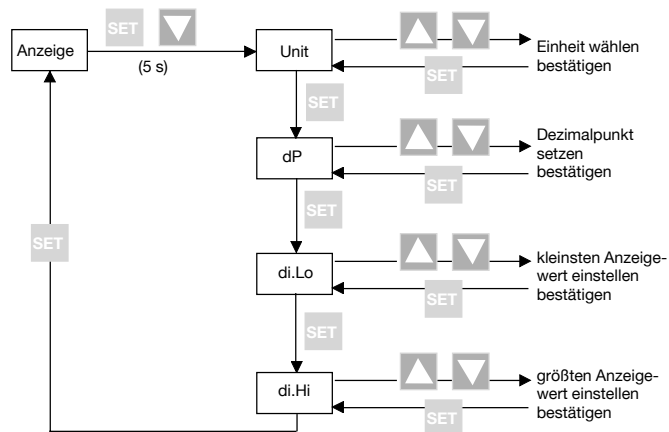 SET
Anzeige
(5 s)
Unit
Einheit wählen
bestätigen
SET
SET
dP
Dezimalpunkt
setzen
bestätigen
SET
SET
SET
di.Lo
kleinsten Anzeige-
wert einstellen
bestätigen
SET
SET
di.Hi
größten Anzeige-
wert einstellen
bestätigen
SET